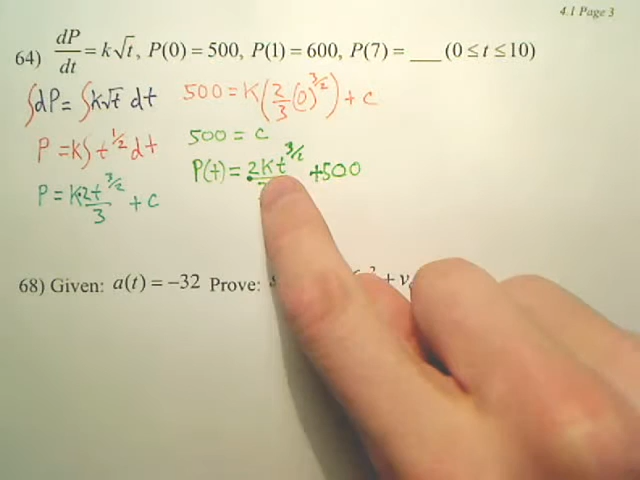 4.1 Page 3
64) dP/dt = k√t, P(0) = 500, P(1) = 600, P(7) = ___ (0 ≤ t ≤ 10)
∫dP = ∫k√t dt
P = K∫t^1/2 dt
P = K·2t^3/2/3 + C
500 = K(2/3(0)^3/2) + C
500 = C
P(t) = 2Kt^3/2 +500
68) Given: a(t) = −32 Prove: